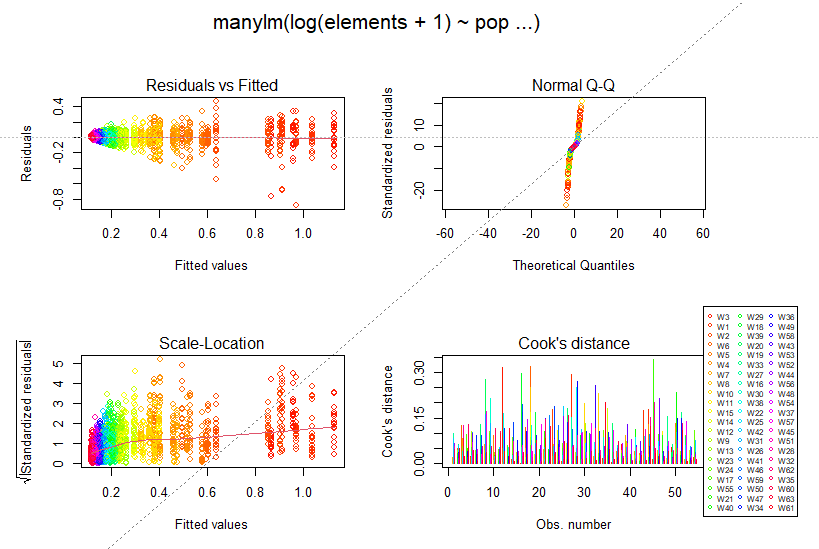 manylm(log(elements + 1) ~ pop ...)
Residuals vs Fitted
Residuals
0.4
-0.2
-0.8
0.2 0.4 0.6 0.8 1.0
Fitted values
Normal Q-Q
Standardized residuals
10
0
-20
-60 -40 -20 0 20 40 60
Theoretical Quantiles
Scale-Location
√|Standardized residuals|
5
4
3
2
1
0
0.2 0.4 0.6 0.8 1.0
Fitted values
Cook's distance
Cook's distance
0.30
0.15
0.00
0 10 20 30 40 50
Obs. number
W3 W29 W36
W1 W18 W49
W2 W39 W58
W6 W20 W43
W5 W19 W53
W4 W33 W52
W7 W27 W44
W8 W16 W56
W10 W30 W48
W11 W38 W54
W15 W22 W37
W14 W25 W57
W12 W42 W45
W9 W31 W51
W13 W26 W28
W23 W41 W32
W24 W46 W62
W17 W59 W35
W55 W50 W60
W21 W47 W63
W40 W34 W61